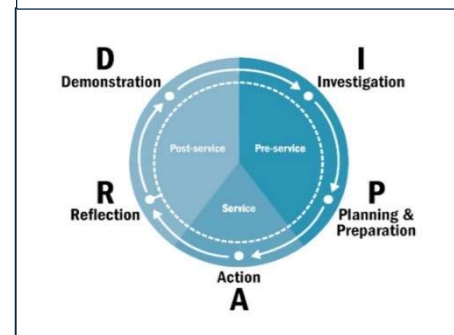 D
Demonstration
I
Investigation
Post-service
Pre-service
R
Reflection
Service
P
Planning &
Preparation
Action
A